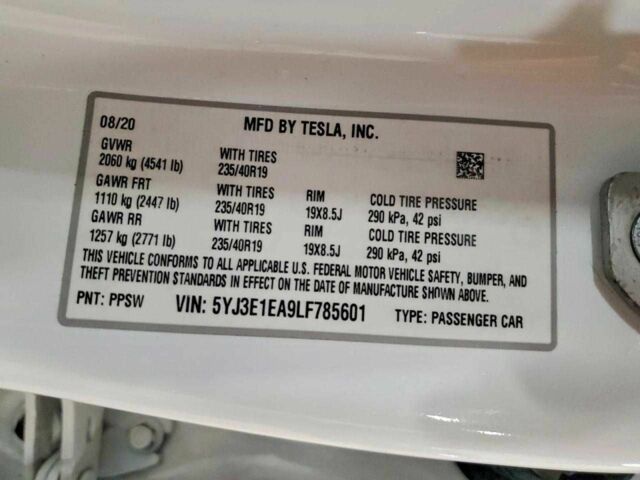 08/20 MFD BY TESLA, INC.
GVWR
2060 kg (4541 lb) WITH TIRES 235/40R19
GAWR FRT
1110 kg (2447 lb) WITH TIRES 235/40R19 RIM 19X8.5J COLD TIRE PRESSURE 290 kPa, 42 psi
GAWR RR
1257 kg (2771 lb) WITH TIRES 235/40R19 RIM 19X8.5J COLD TIRE PRESSURE 290 kPa, 42 psi
THIS VEHICLE CONFORMS TO ALL APPLICABLE U.S. FEDERAL MOTOR VEHICLE SAFETY, BUMPER, AND
THEFT PREVENTION STANDARDS IN EFFECT ON THE DATE OF MANUFACTURE SHOWN ABOVE.
PNT: PPSW VIN: 5YJ3E1EA9LF785601 TYPE: PASSENGER CAR